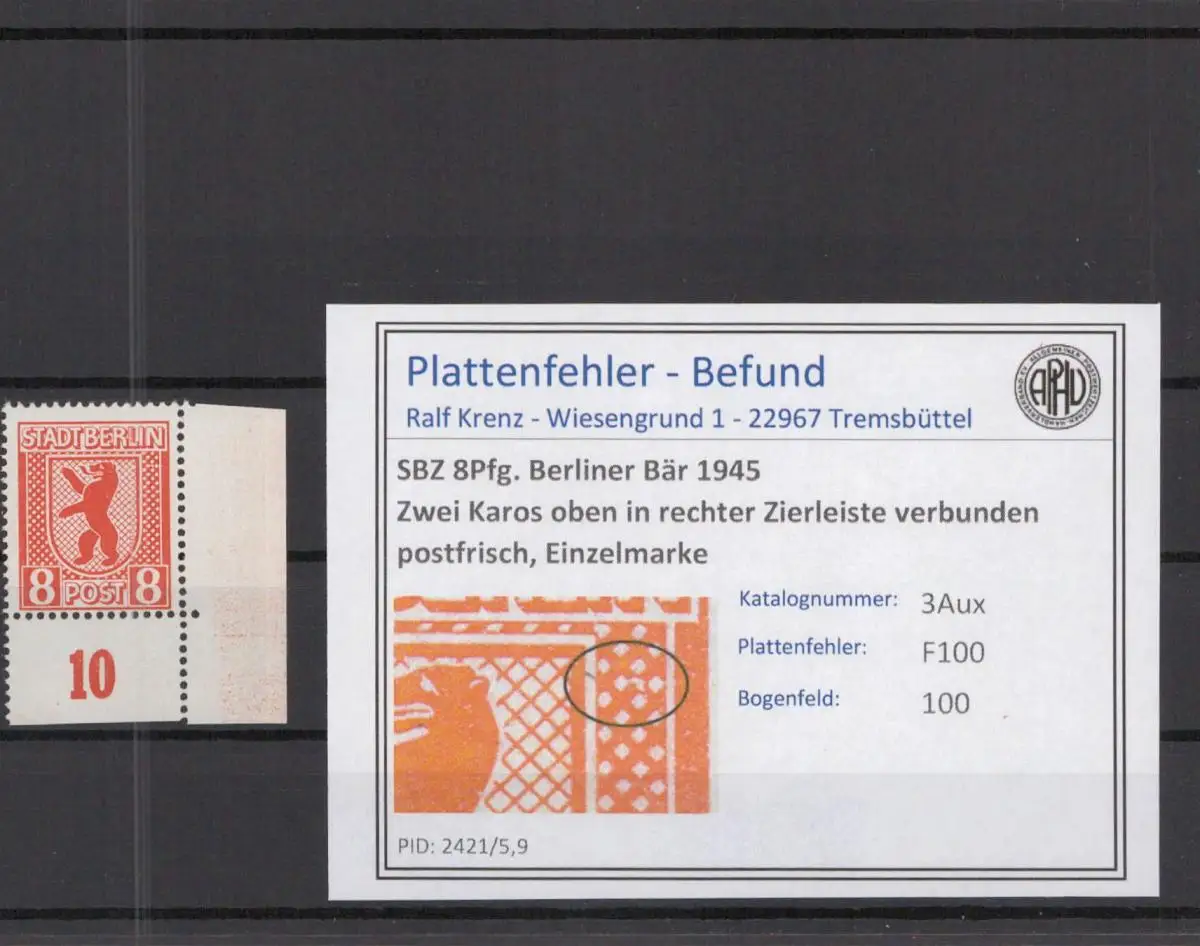 STADT BERLIN
8 POST 8
10
Plattenfehler - Befund
Ralf Krenz - Wiesengrund 1 - 22967 Tremsbüttel
APHV
SBZ 8Pfg. Berliner Bär 1945
Zwei Karos oben in rechter Zierleiste verbunden
postfrisch, Einzelmarke
Katalognummer: 3Aux
Plattenfehler: F100
Bogenfeld: 100
PID: 2421/5,9